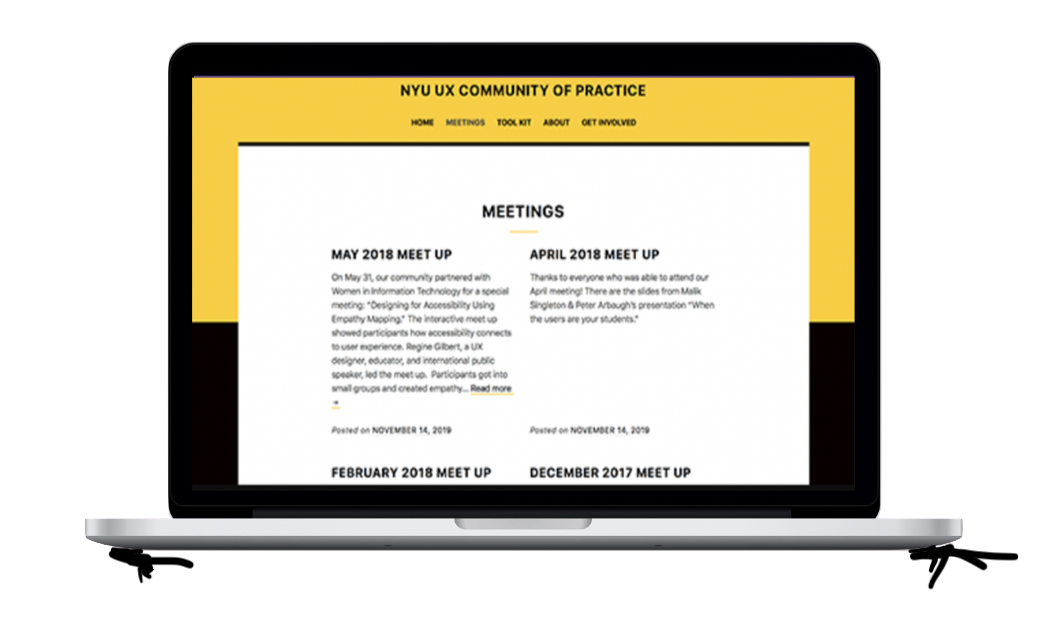 NYU UX COMMUNITY OF PRACTICE
HOME MEETINGS TOOL KIT ABOUT GET INVOLVED
MEETINGS
MAY 2018 MEET UP
On May 31, our community partnered with
Women in Information Technology for a special
meeting: “Designing for Accessibility Using
Empathy Mapping.” The interactive meet up
showed participants how accessibility connects
to user experience. Regine Gilbert, a UX
designer, educator, and international public
speaker, led the meet up. Participants got into
small groups and created empathy... Read more
→
Posted on NOVEMBER 14, 2019
APRIL 2018 MEET UP
Thanks to everyone who was able to attend our
April meeting! There are the slides from Malik
Singleton & Peter Arbaugh's presentation “When
the users are your students.”
Posted on NOVEMBER 14, 2019
FEBRUARY 2018 MEET UP
DECEMBER 2017 MEET UP